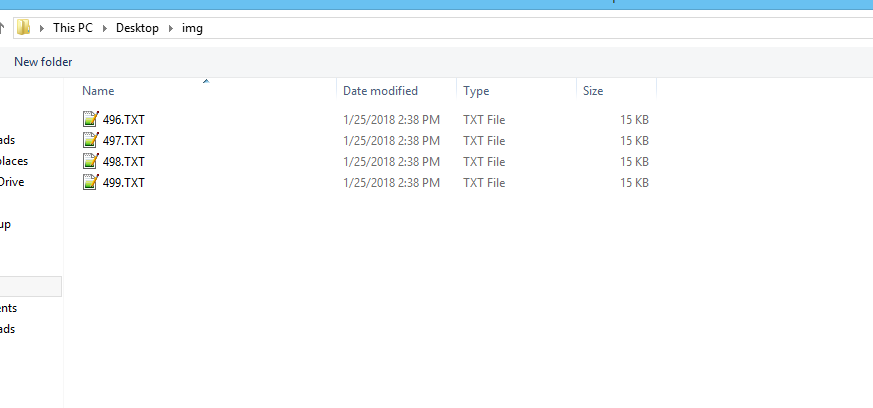 This PC Desktop img
New folder
Name Date modified Type Size
496.TXT 1/25/2018 2:38 PM TXT File 15 KB
ads 497.TXT 1/25/2018 2:38 PM TXT File 15 KB
places 498.TXT 1/25/2018 2:38 PM TXT File 15 KB
Drive 499.TXT 1/25/2018 2:38 PM TXT File 15 KB
up
ents
ads